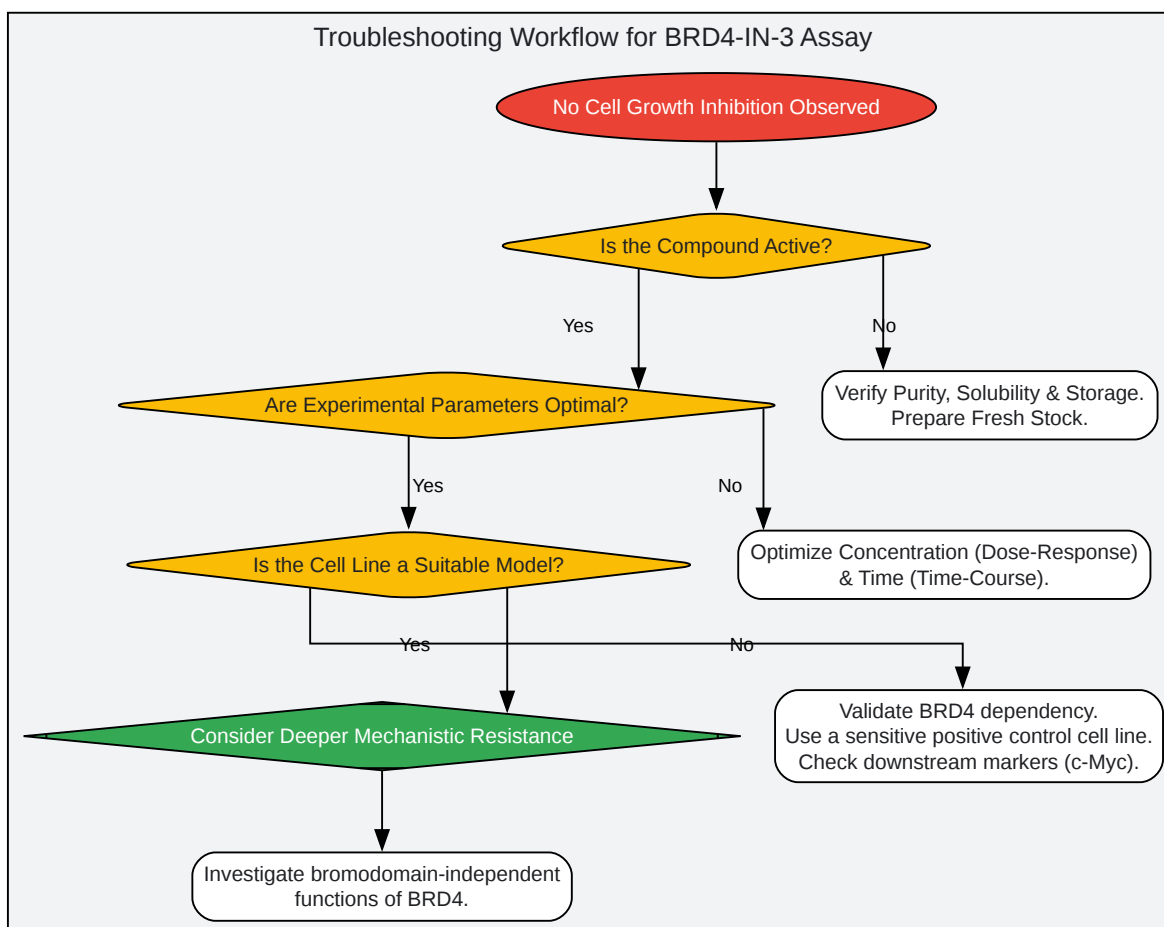 Troubleshooting Workflow for BRD4-IN-3 Assay
No Cell Growth Inhibition Observed
Is the Compound Active?
Yes
No
Are Experimental Parameters Optimal?
Verify Purity, Solubility & Storage.
Prepare Fresh Stock.
Yes
No
Is the Cell Line a Suitable Model?
Optimize Concentration (Dose-Response)
& Time (Time-Course).
Yes
No
Consider Deeper Mechanistic Resistance
Validate BRD4 dependency.
Use a sensitive positive control cell line.
Check downstream markers (c-Myc).
Investigate bromodomain-independent
functions of BRD4.